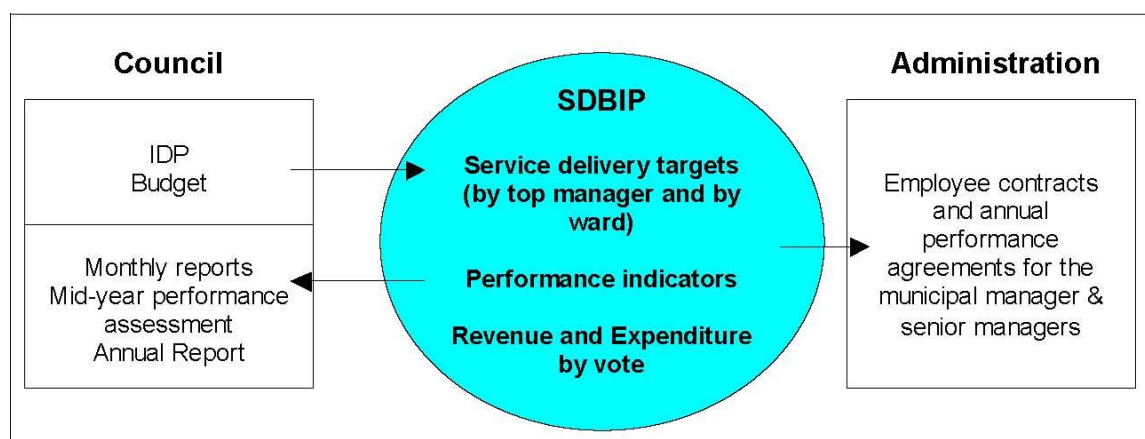 Council
IDP
Budget
Monthly reports
Mid-year performance
assessment
Annual Report
SDBIP
Service delivery targets
(by top manager and by
ward)
Performance indicators
Revenue and Expenditure
by vote
Administration
Employee contracts
and annual
performance
agreements for the
municipal manager &
senior managers